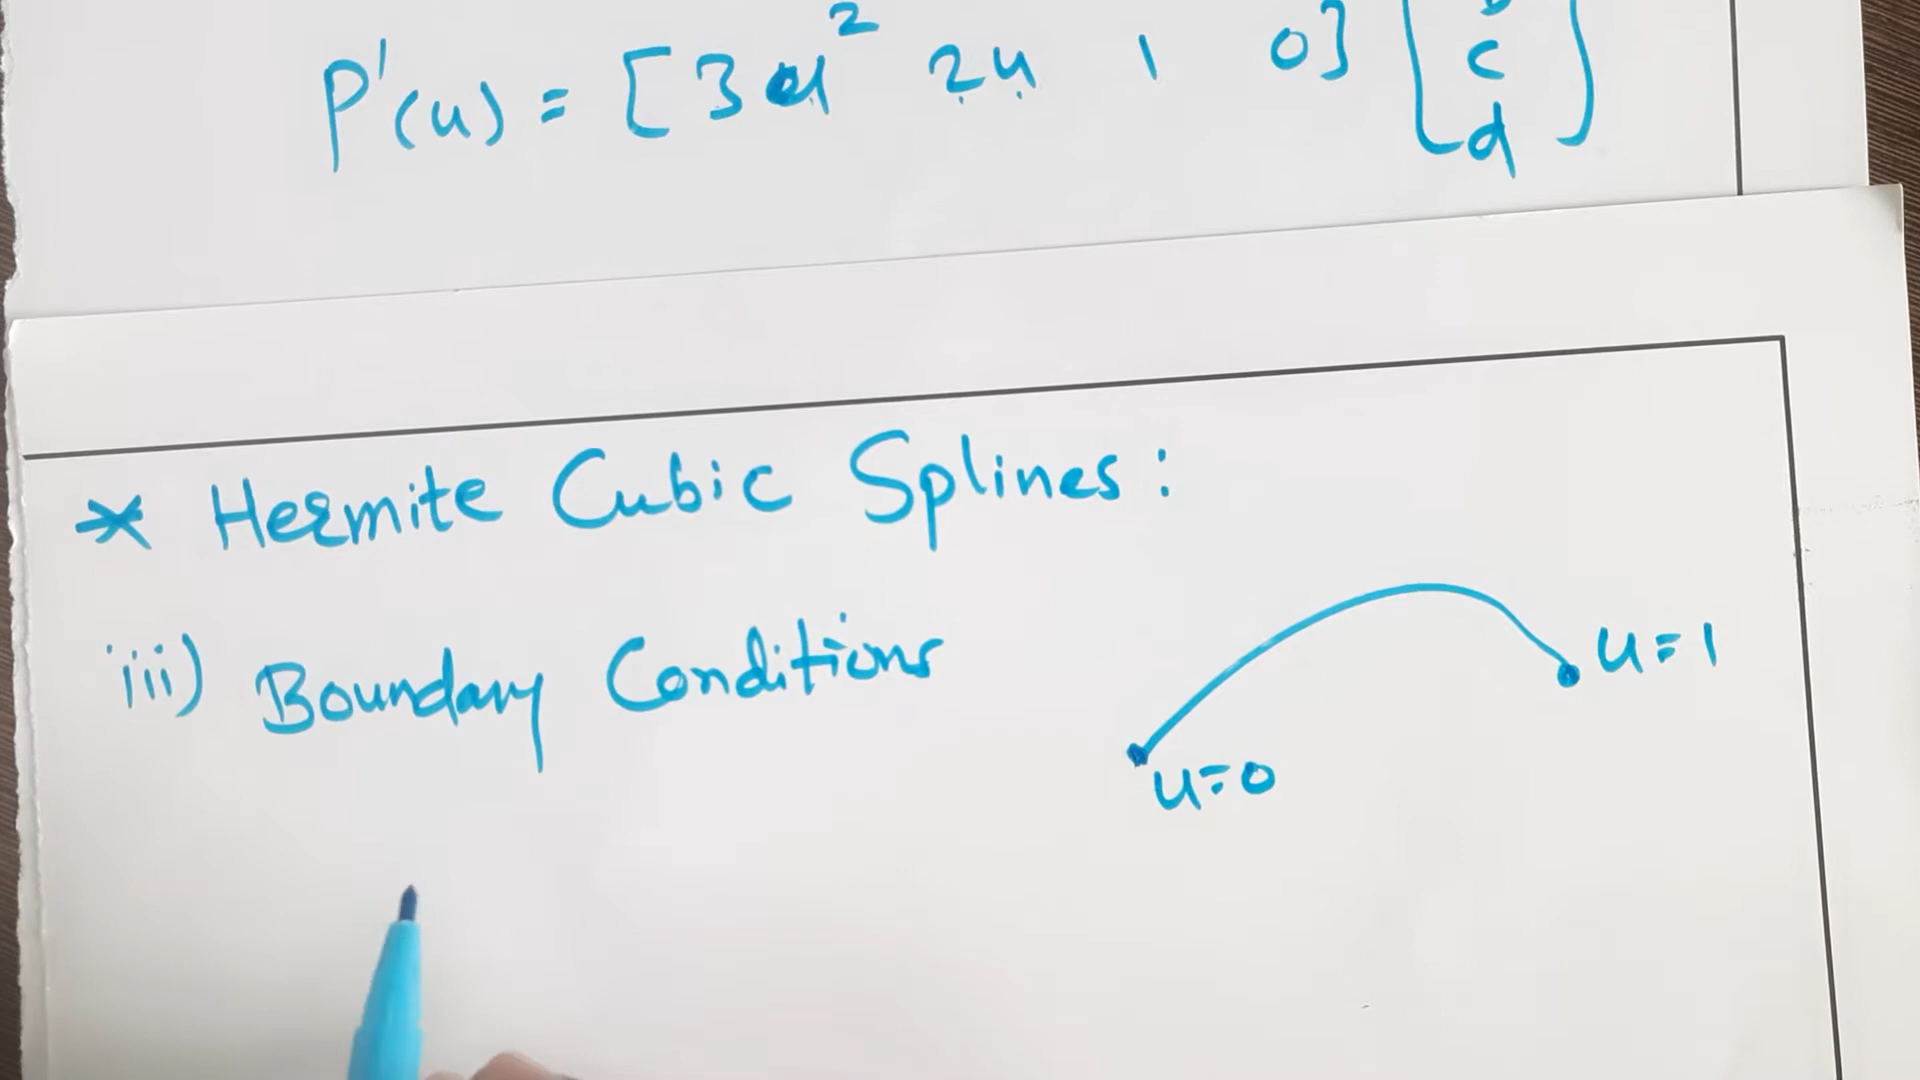 P'(u) = [3u² 2u 1 0] [c d]
* Hermite Cubic Splines:
iii) Boundary Conditions
u=1
u=0